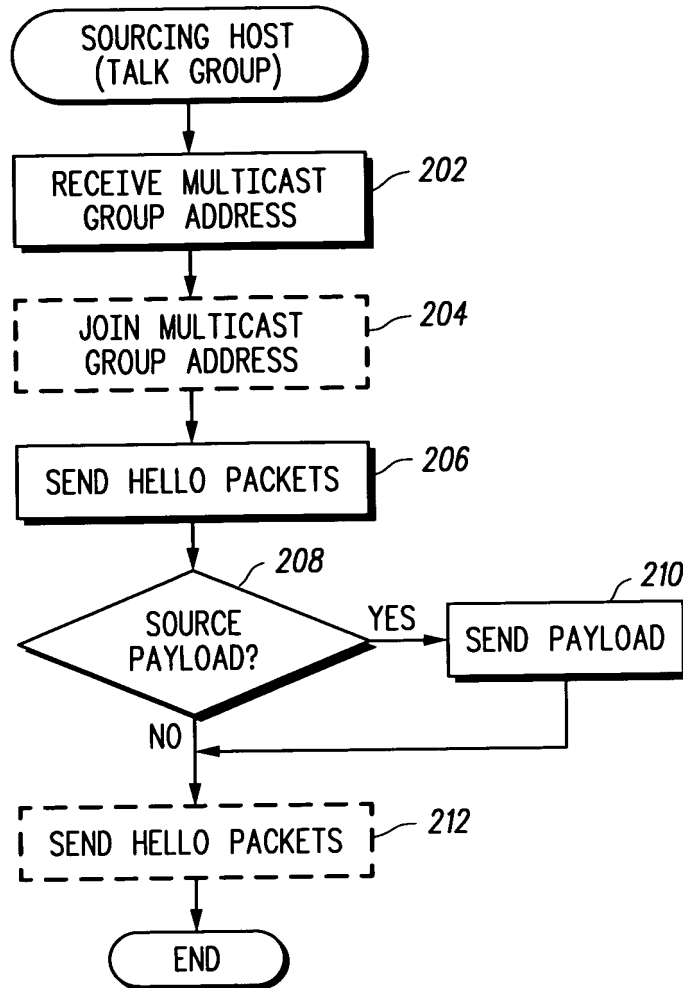 SOURCING HOST
(TALK GROUP)
RECEIVE MULTICAST
GROUP ADDRESS
202
JOIN MULTICAST
GROUP ADDRESS
204
SEND HELLO PACKETS
206
208
SOURCE
PAYLOAD?
YES
210
SEND PAYLOAD
NO
SEND HELLO PACKETS
212
END